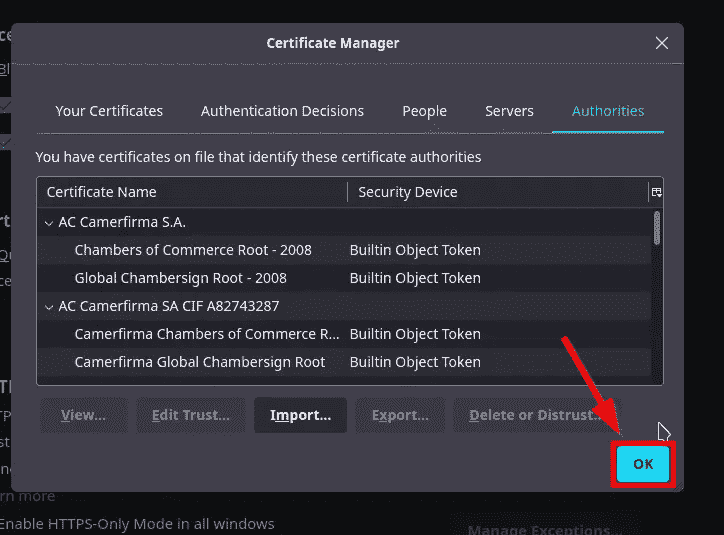 Certificate Manager
Your Certificates Authentication Decisions People Servers Authorities
You have certificates on file that identify these certificate authorities
Certificate Name Security Device
AC Camerfirma S.A.
Chambers of Commerce Root - 2008 Builtin Object Token
Global Chambersign Root - 2008 Builtin Object Token
AC Camerfirma SA CIF A82743287
Camerfirma Chambers of Commerce R... Builtin Object Token
Camerfirma Global Chambersign Root Builtin Object Token
View... Edit Trust... Import... Export... Delete or Distrust...
OK
rn more
Enable HTTPS-Only Mode in all windows
Manage Exceptions...